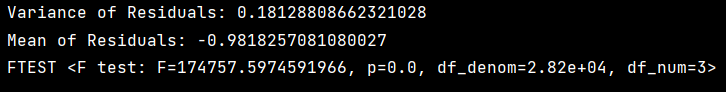 Variance of Residuals: 0.18128808662321028
Mean of Residuals: -0.9818257081080027
FTEST <F test: F=174757.5974591966, p=0.0, df_denom=2.82e+04, df_num=3>